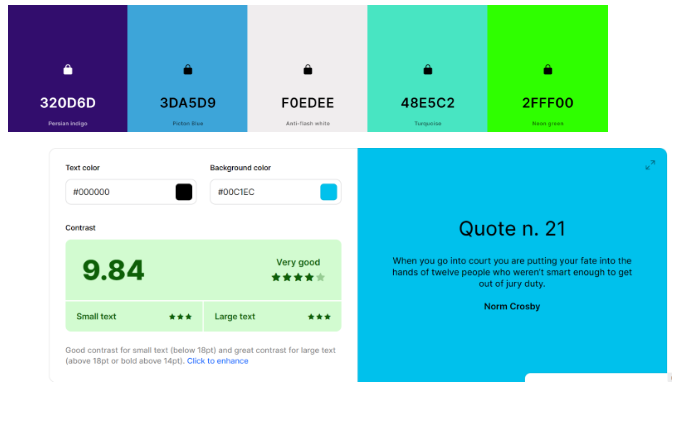 320D6D 3DA5D9 F0EDEE 48E5C2 2FFF00
Persian Indigo Picton Blue Anti-flash white Turquoise Neon green
Text color Background color
#000000 #00C1EC
Contrast
9.84 Very good
Small text Large text
Good contrast for small text (below 18pt) and great contrast for large text
(above 18pt or bold above 14pt). Click to enhance
Quote n. 21
When you go into court you are putting your fate into the
hands of twelve people who weren't smart enough to get
out of jury duty.
Norm Crosby